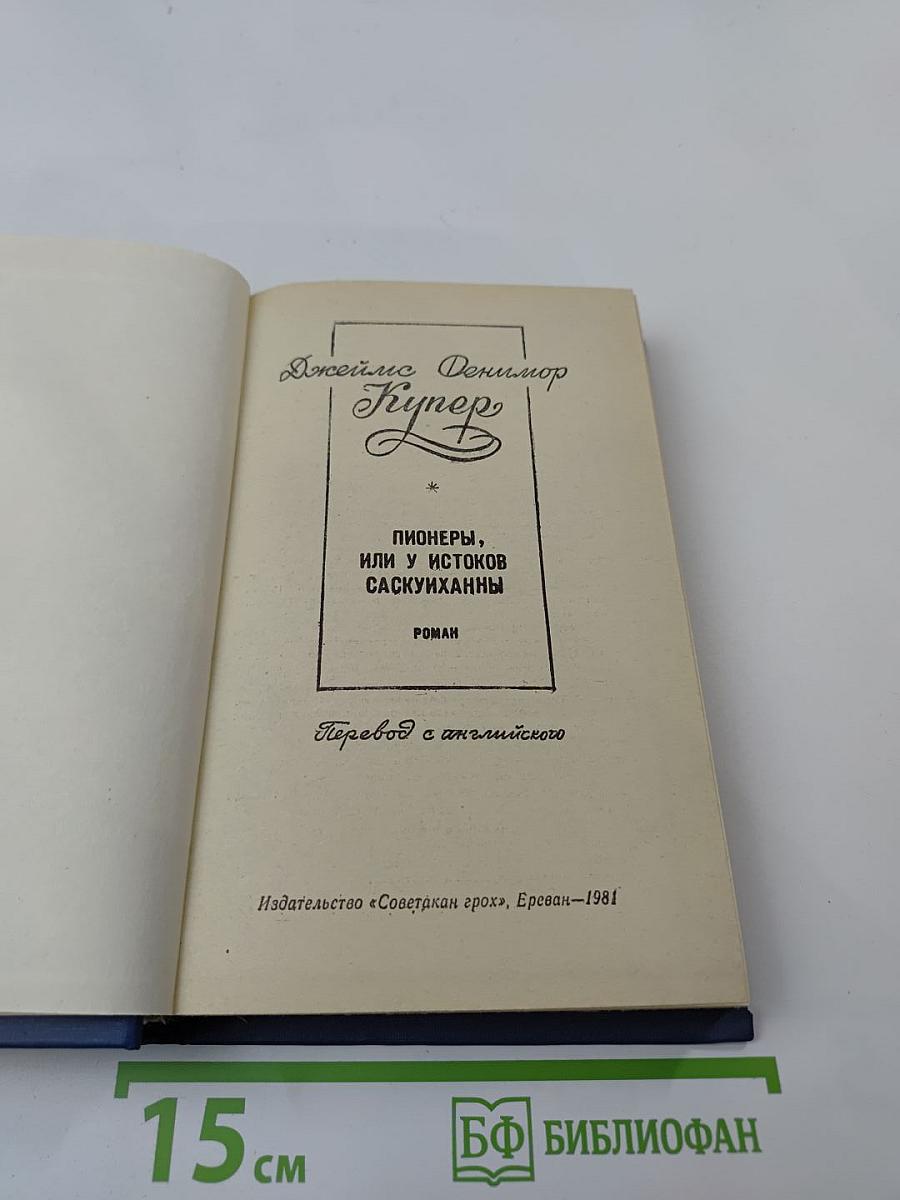 Джеймс Фенимор
Купер
*
ПИОНЕРЫ,
ИЛИ У ИСТОКОВ
САСКУИХАННЫ
РОМАН
Перевод с английского
Издательство «Советакан грох», Ереван—1981
15 см
БФ БИБЛИОФАН